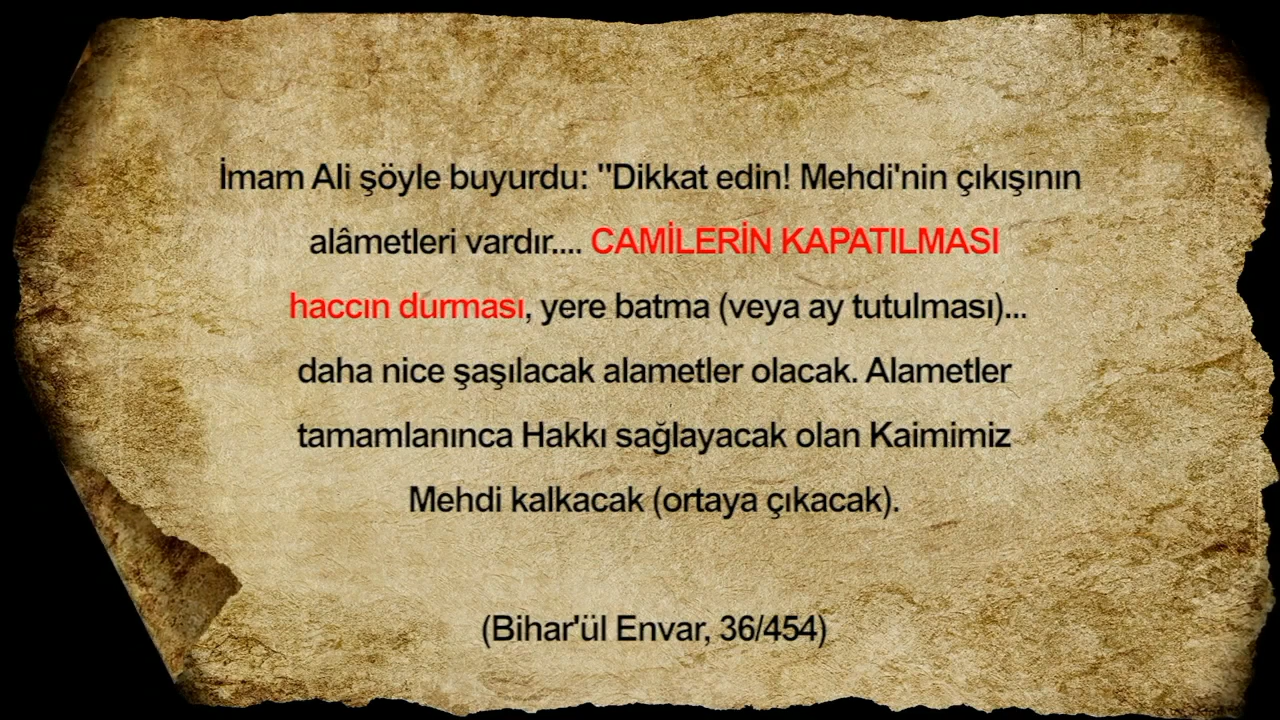 İmam Ali şöyle buyurdu: "Dikkat edin! Mehdi'nin çıkışının
alâmetleri vardır.... CAMİLERİN KAPATILMASI
haccın durması, yere batma (veya ay tutulması)...
daha nice şaşılacak alametler olacak. Alametler
tamamlanınca Hakkı sağlayacak olan Kaimimiz
Mehdi kalkacak (ortaya çıkacak).
(Bihar'ül Envar, 36/454)